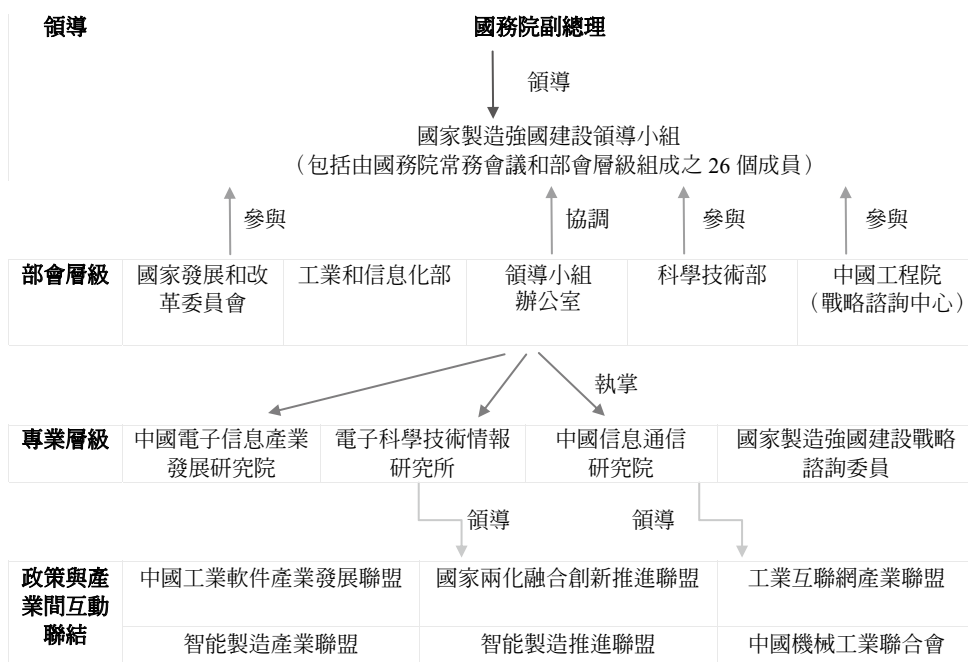 領導 國務院副總理
領導
國家製造強國建設領導小組
（包括由國務院常務會議和部會層級組成之 26 個成員）
參與 協調 參與 參與
部會層級 國家發展和改 工業和信息化部 領導小組 科學技術部 中國工程院
革委員會 辦公室 （戰略諮詢中心）
執掌
專業層級 中國電子信息產業 電子科學技術情報 中國信息通信 國家製造強國建設戰略
發展研究院 研究所 研究院 諮詢委員
領導 領導
政策與產 中國工業軟件產業發展聯盟 國家兩化融合創新推進聯盟 工業互聯網產業聯盟
業間互動
聯結 智能製造產業聯盟 智能製造推進聯盟 中國機械工業聯合會